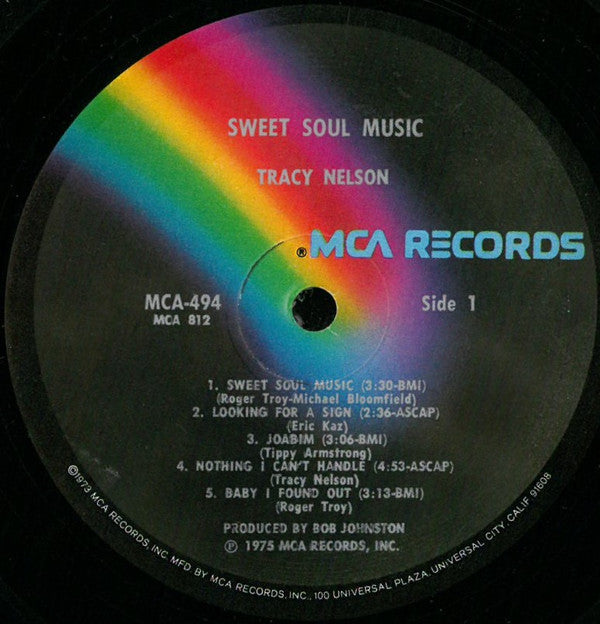 SWEET SOUL MUSIC
TRACY NELSON
® MCA RECORDS
MCA-494
MCA 812
Side 1
1. SWEET SOUL MUSIC (3:30-BMI)
(Roger Troy-Michael Bloomfield)
2. LOOKING FOR A SIGN (2:36-ASCAP)
(Eric Kaz)
3. JOABIM (3:06-BMI)
(Tippy Armstrong)
4. NOTHING I CAN'T HANDLE (4:53-ASCAP)
(Tracy Nelson)
5. BABY I FOUND OUT (3:13-BMI)
(Roger Troy)
PRODUCED BY BOB JOHNSTON
℗ 1975 MCA RECORDS, INC.
©1973 MCA RECORDS, INC. MFD. BY MCA RECORDS, INC., 100 UNIVERSAL PLAZA, UNIVERSAL CITY, CALIF. 91608